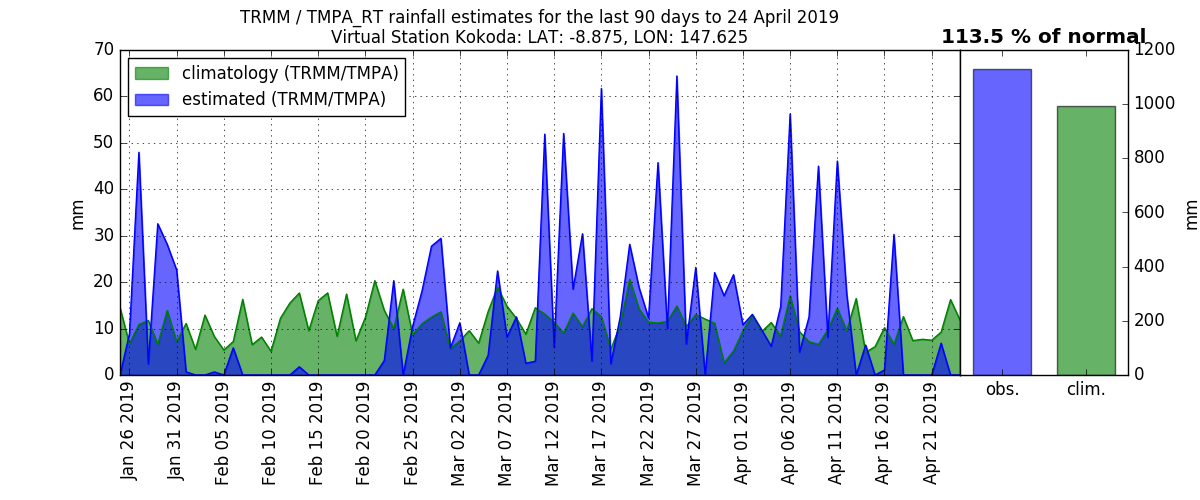 TRMM / TMPA_RT rainfall estimates for the last 90 days to 24 April 2019
Virtual Station Kokoda: LAT: -8.875, LON: 147.625
113.5 % of normal
climatology (TRMM/TMPA)
estimated (TRMM/TMPA)
70
60
50
40
30
20
10
0
mm
1200
1000
800
600
400
200
0
mm
Jan 26 2019
Jan 31 2019
Feb 05 2019
Feb 10 2019
Feb 15 2019
Feb 20 2019
Feb 25 2019
Mar 02 2019
Mar 07 2019
Mar 12 2019
Mar 17 2019
Mar 22 2019
Mar 27 2019
Apr 01 2019
Apr 06 2019
Apr 11 2019
Apr 16 2019
Apr 21 2019
obs.
clim.